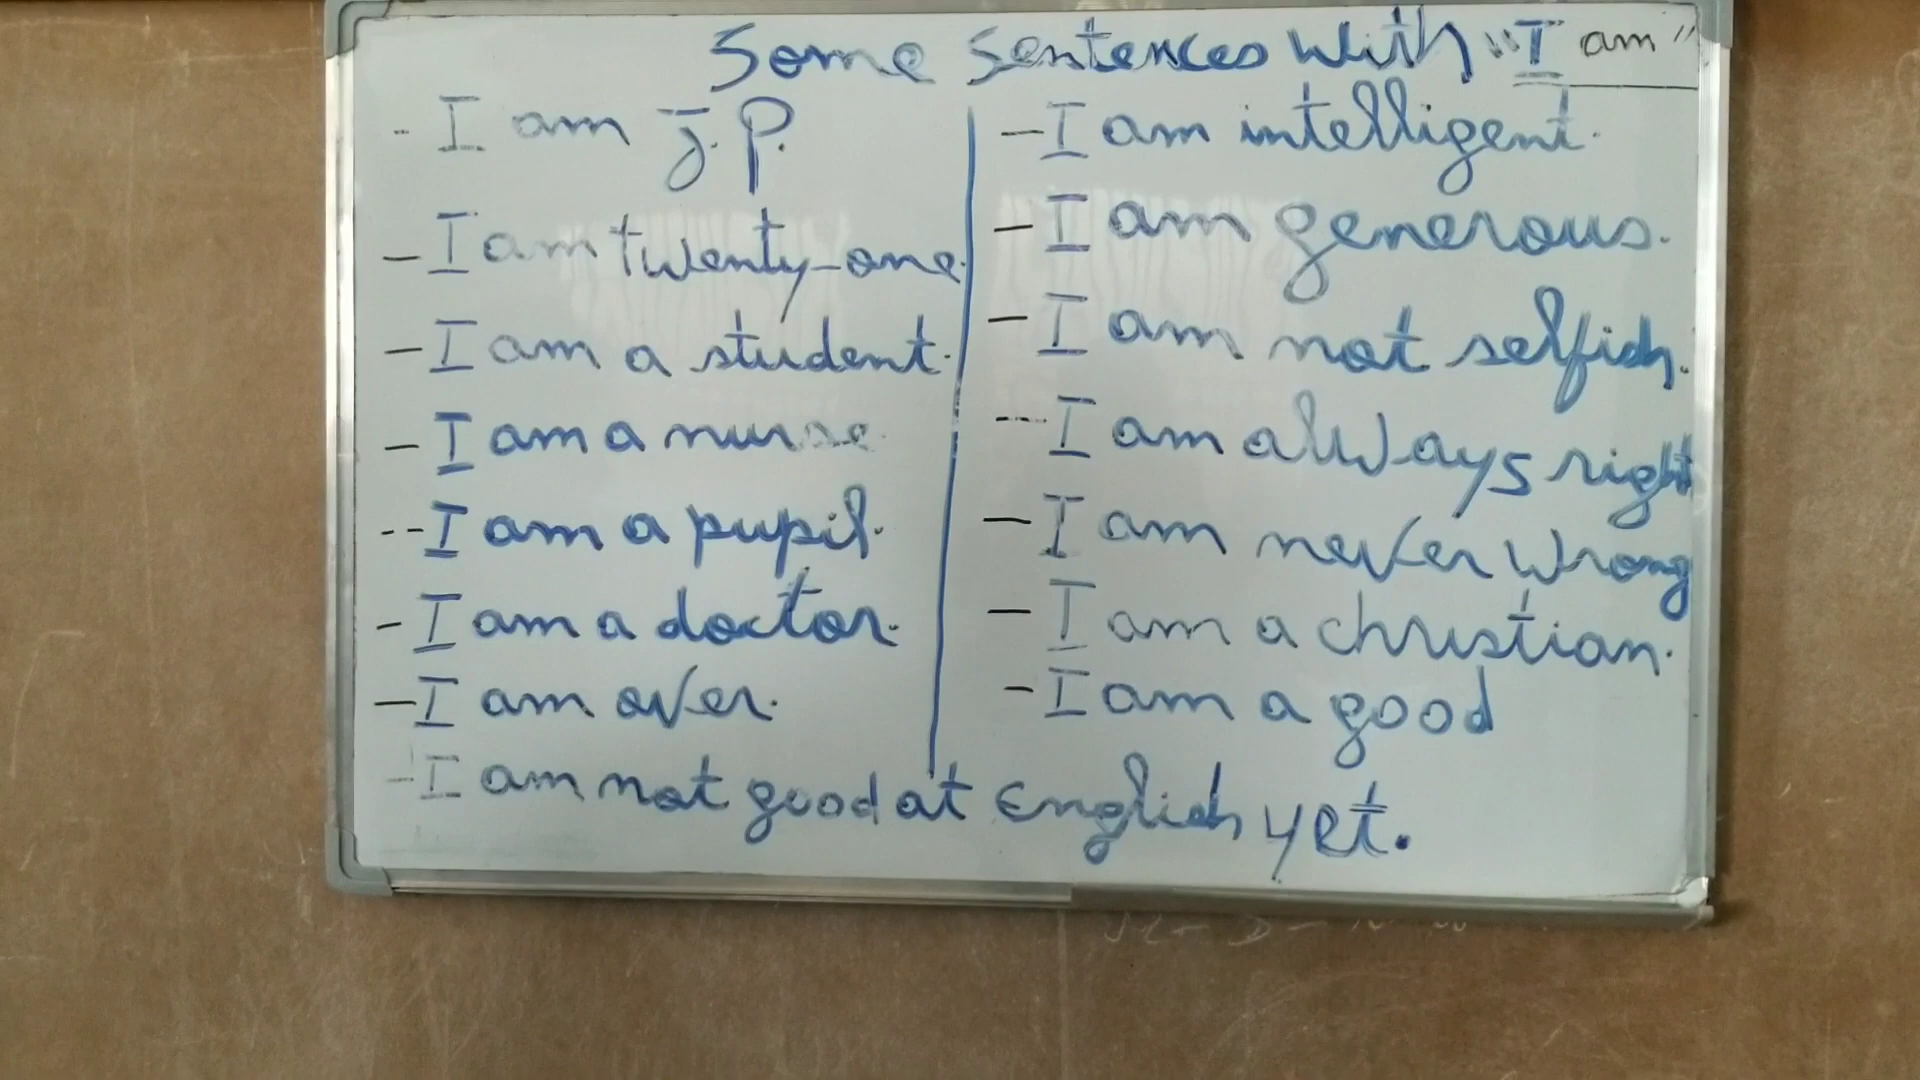 Some sentences with "I am"
- I am J.P.
- I am twenty-one.
- I am a student.
- I am a nurse.
- I am a pupil.
- I am a doctor.
- I am over.
- I am intelligent.
- I am generous.
- I am not selfish.
- I am always right
- I am never wrong
- I am a christian.
- I am a good
- I am not good at English yet.